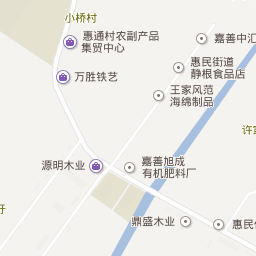 小桥村
惠通村农副产品
集贸中心
嘉善中汇
惠民街道
静根食品店
万胜铁艺
王家风范
海绵制品
许家
源明木业
嘉善旭成
有机肥料厂
圩
鼎盛木业
惠民